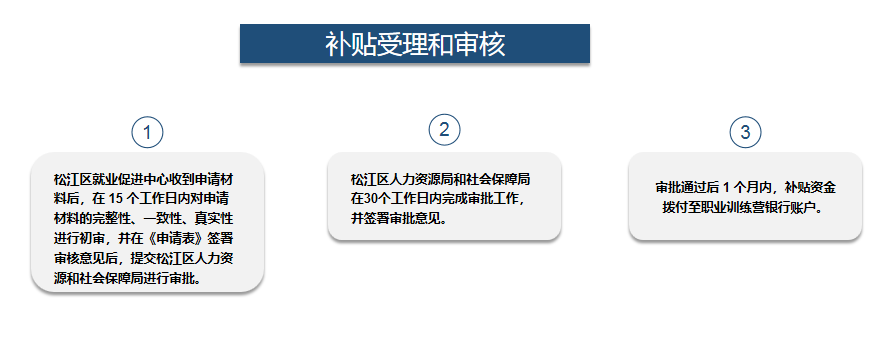 补贴受理和审核
1
松江区就业促进中心收到申请材
料后，在 15 个工作日内对申请
材料的完整性、一致性、真实性
进行初审，并在《申请表》签署
审核意见后，提交松江区人力资
源和社会保障局进行审批。
2
松江区人力资源局和社会保障局
在30个工作日内完成审批工作，
并签署审批意见。
3
审批通过后 1 个月内，补贴资金
拨付至职业训练营银行账户。